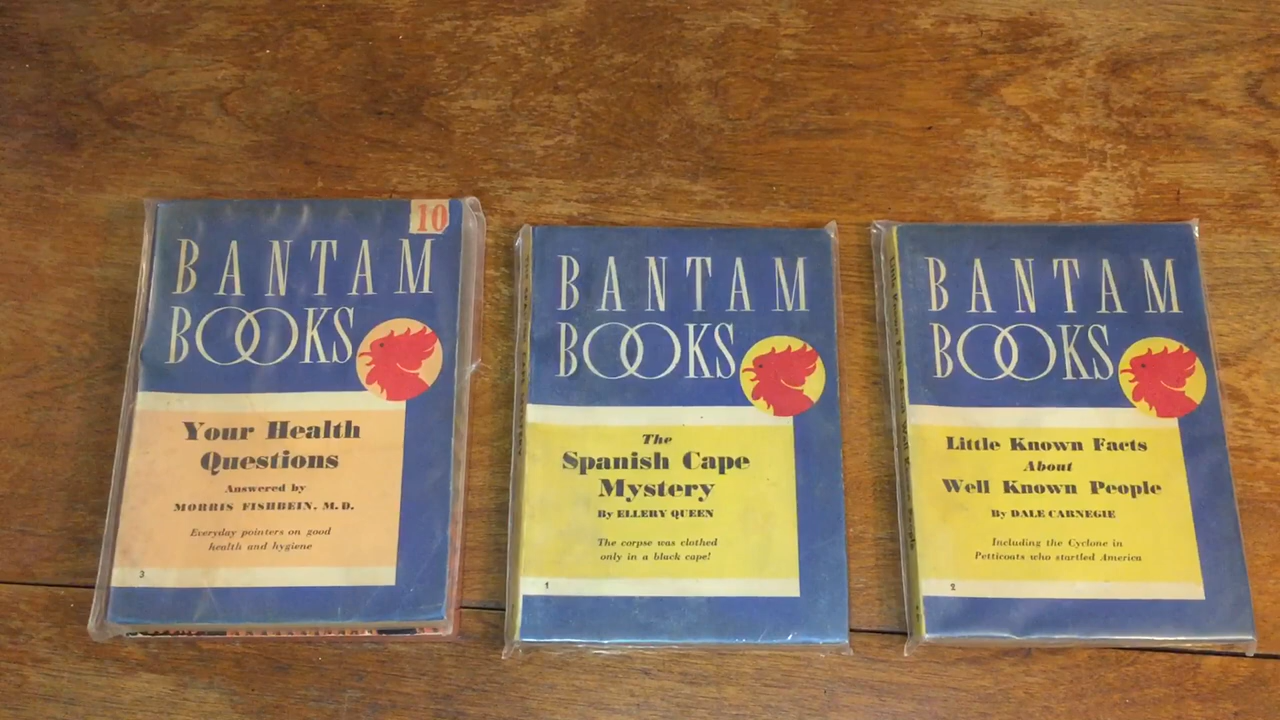 10
BANTAM
BOOKS
Your Health
Questions
Answered by
MORRIS FISHBEIN, M.D.
Everyday pointers on good
health and hygiene
3
BANTAM
BOOKS
The
Spanish Cape
Mystery
By ELLERY QUEEN
The corpse was clothed
only in a black cape!
1
BANTAM
BOOKS
Little Known Facts
About
Well Known People
By DALE CARNEGIE
Including the Cyclone in
Petticoats who startled America
2